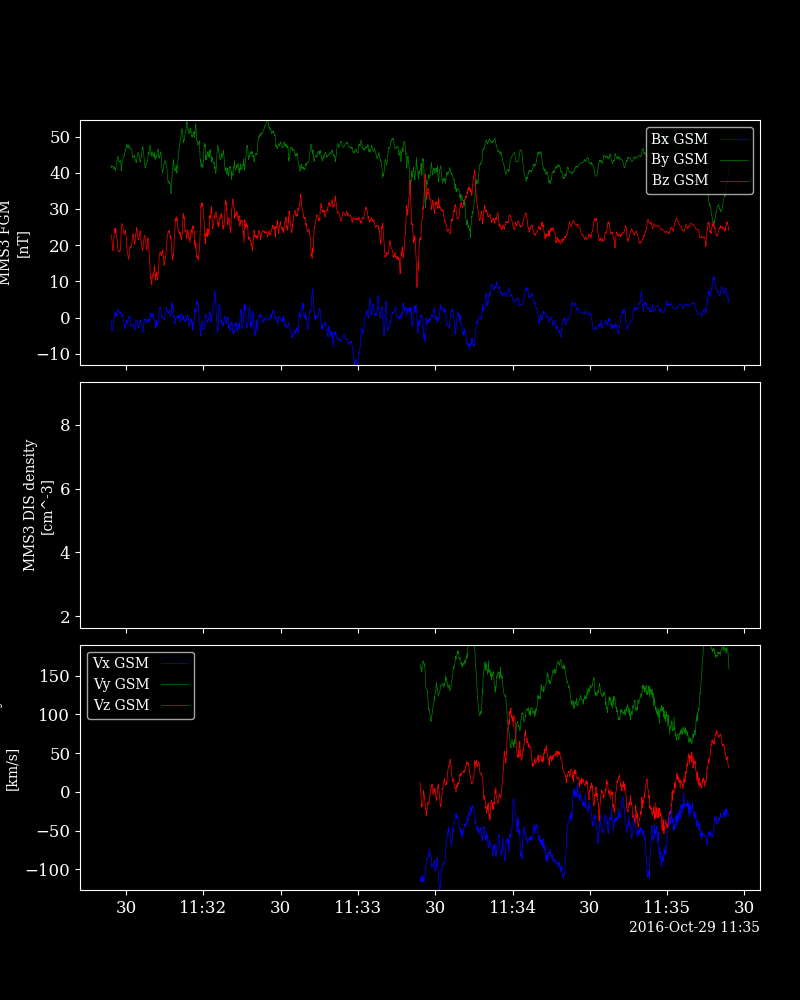 50
40
30
20
10
0
−10
MMS3 FGM
[nT]
Bx GSM
By GSM
Bz GSM
8
6
4
2
MMS3 DIS density
[cm^-3]
150
100
50
0
−50
−100
[km/s]
Vx GSM
Vy GSM
Vz GSM
30 11:32 30 11:33 30 11:34 30 11:35 30
2016-Oct-29 11:35